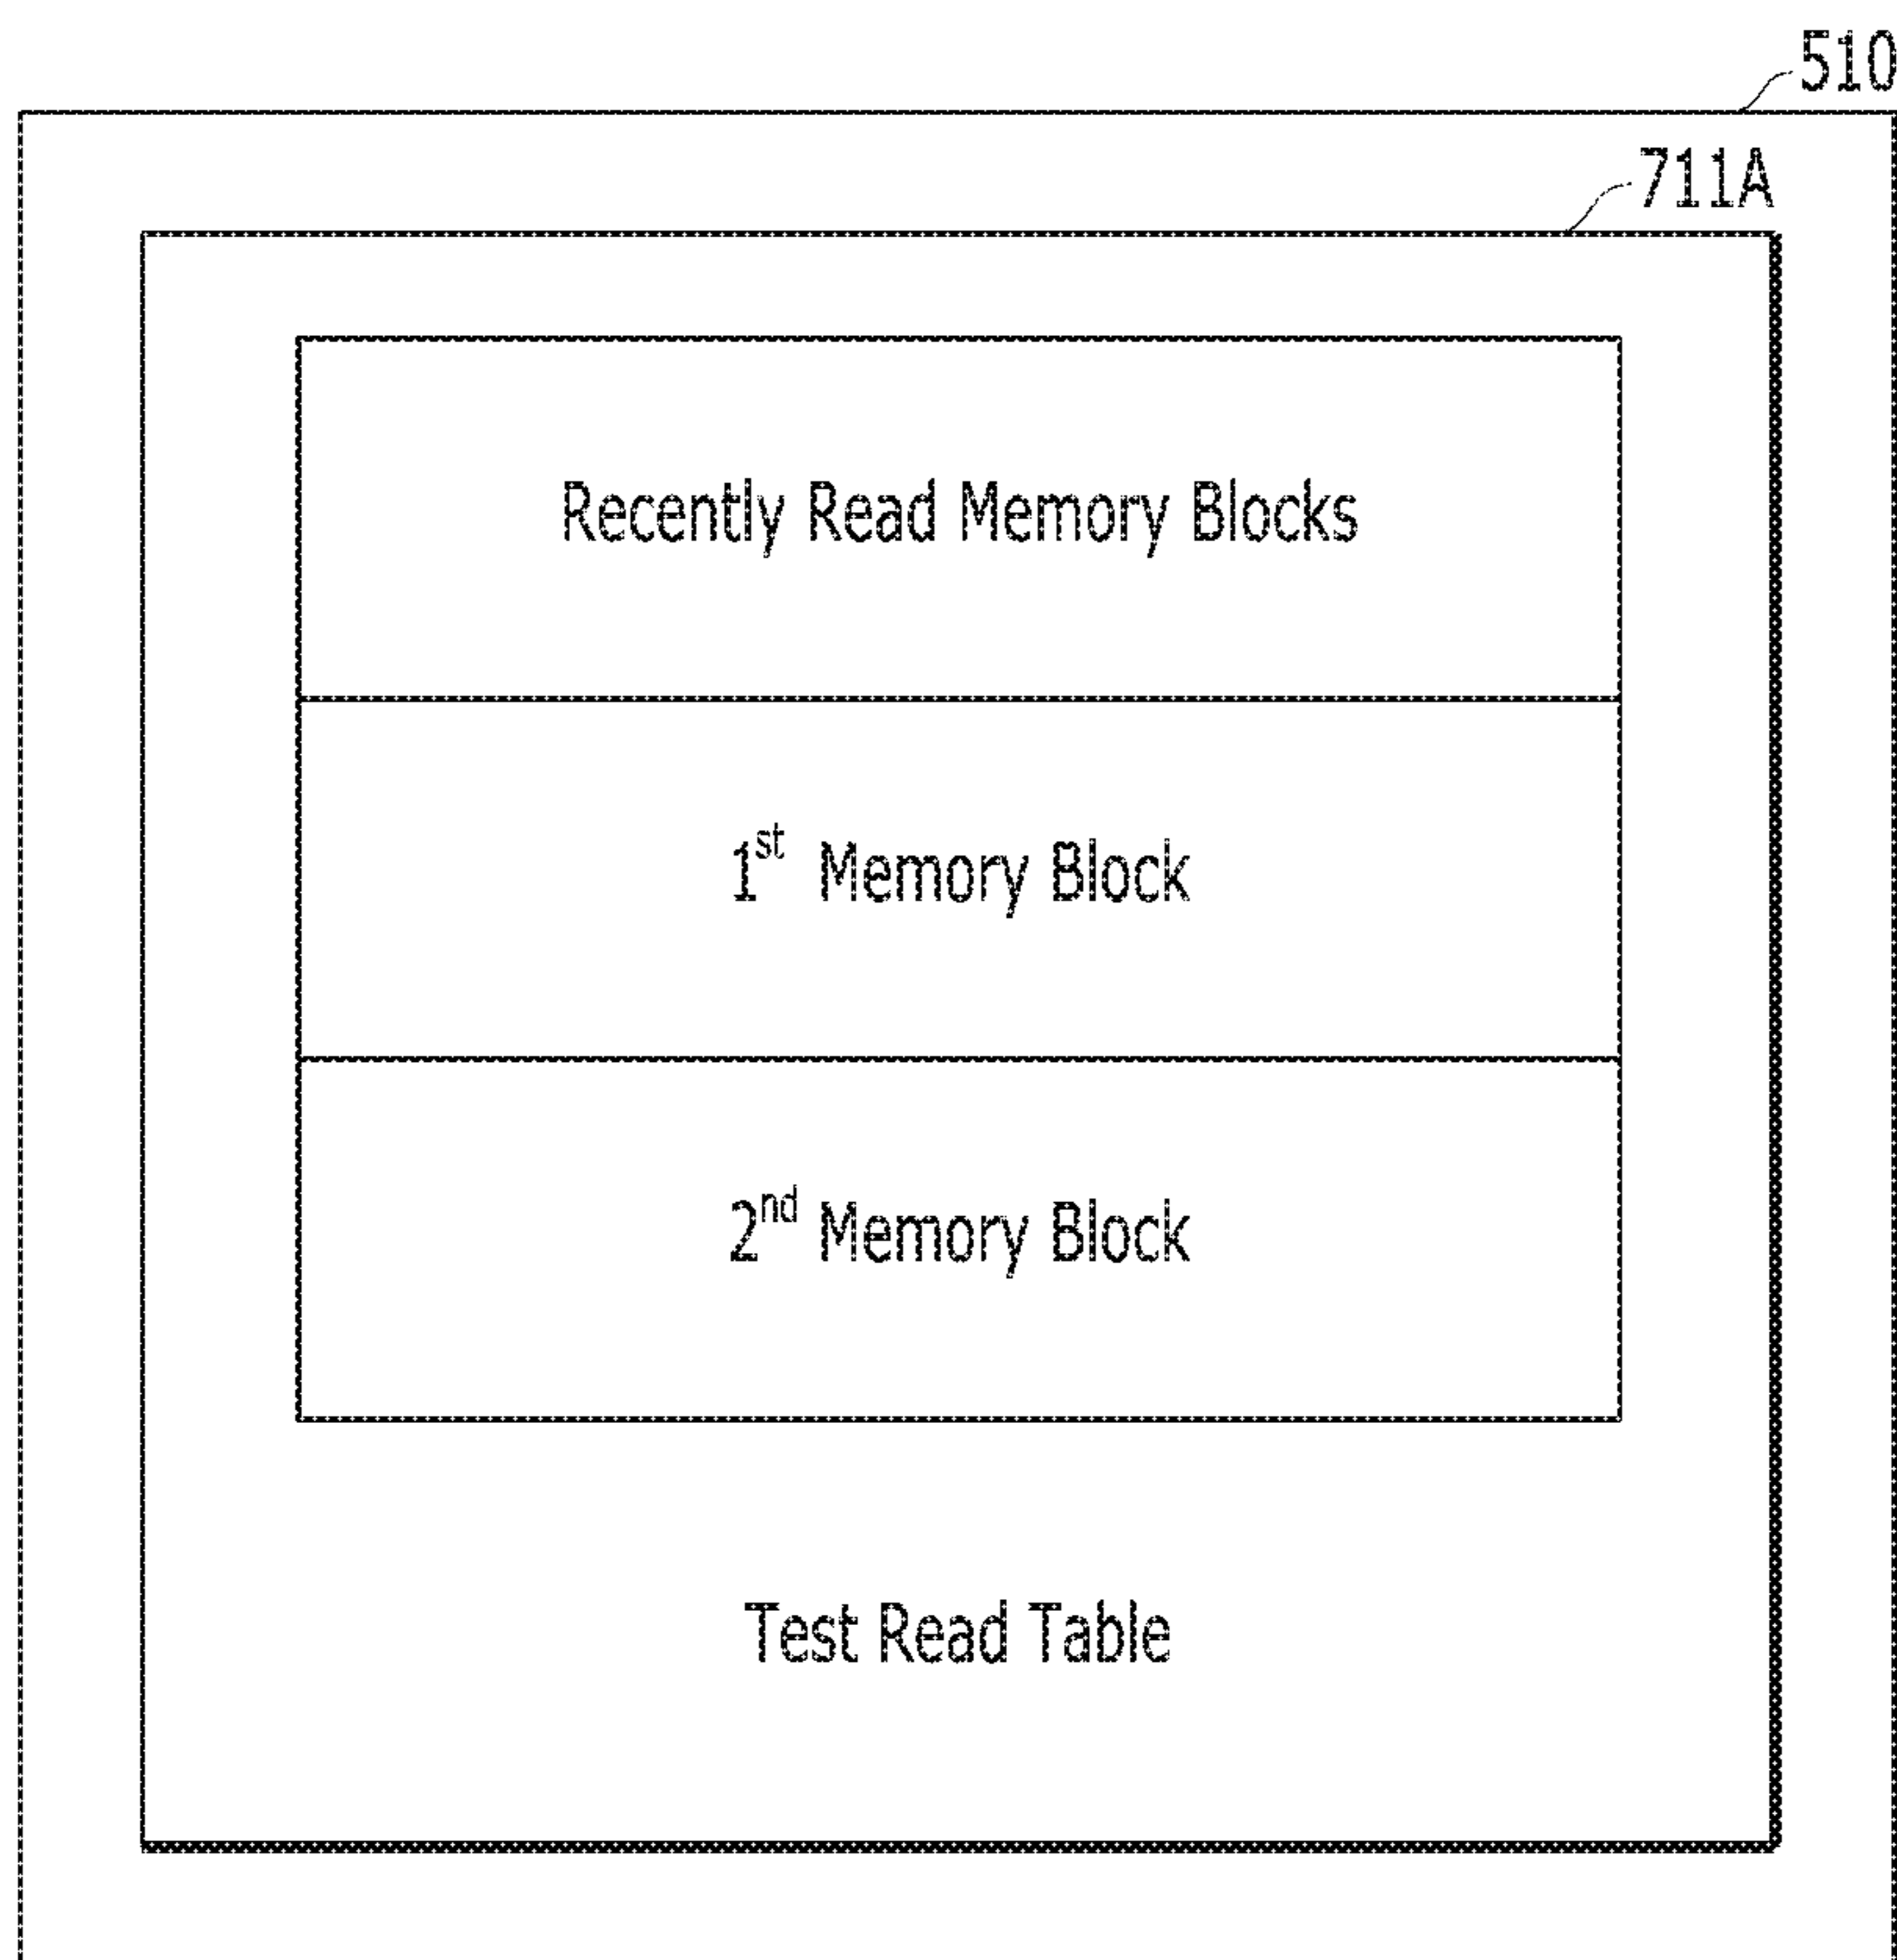 510
711A
Recently Read Memory Blocks
1st Memory Block
2nd Memory Block
Test Read Table